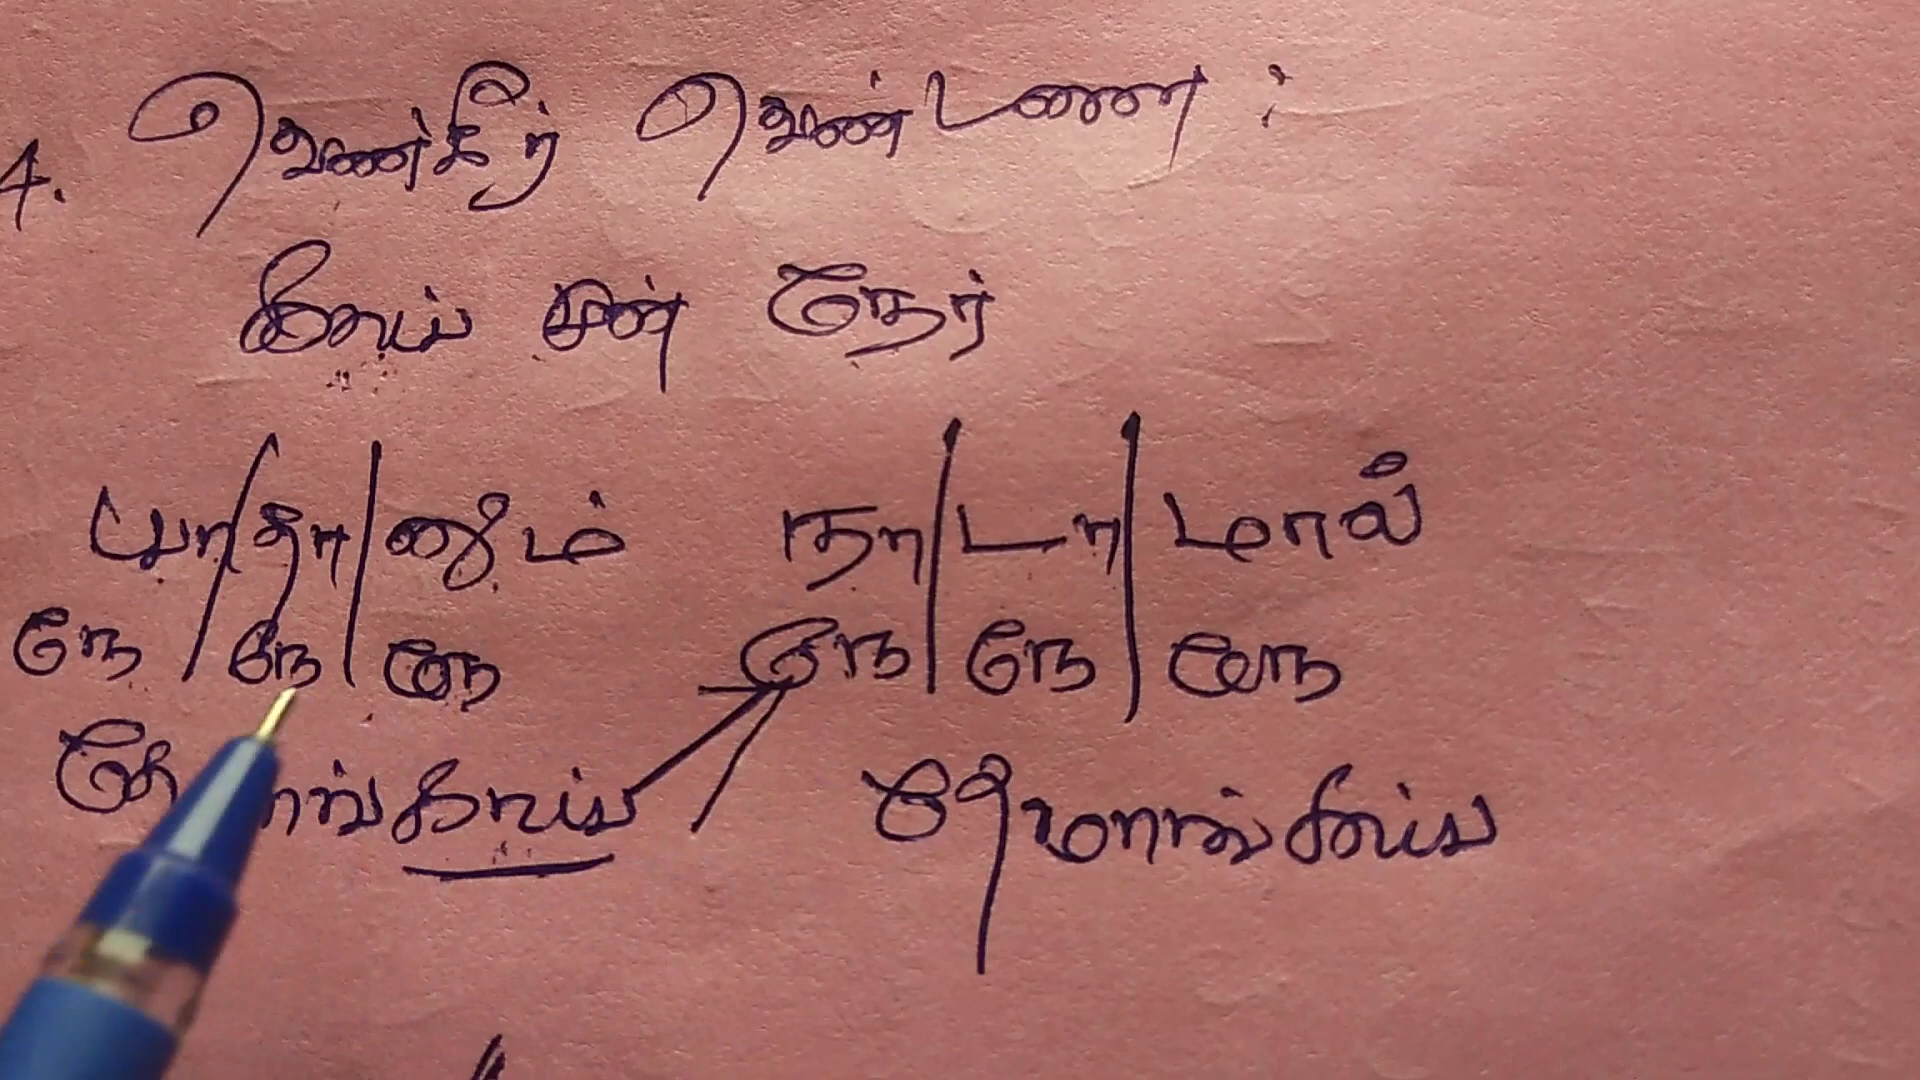 4. வெண்சீர் வெண்டளை :
காய் முன் நேர்
யா/தா/னும் நா/டா/மால்
நே / நே / நே நே / நே / நே
தேமாங்காய் தேமாங்காய்